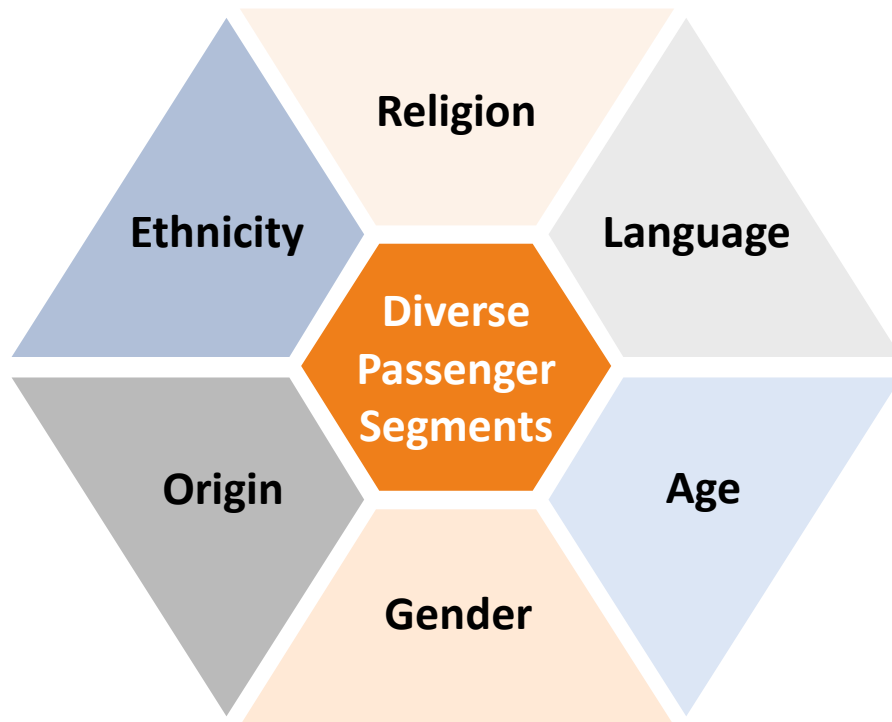 Religion
Ethnicity
Language
Diverse
Passenger
Segments
Origin
Age
Gender